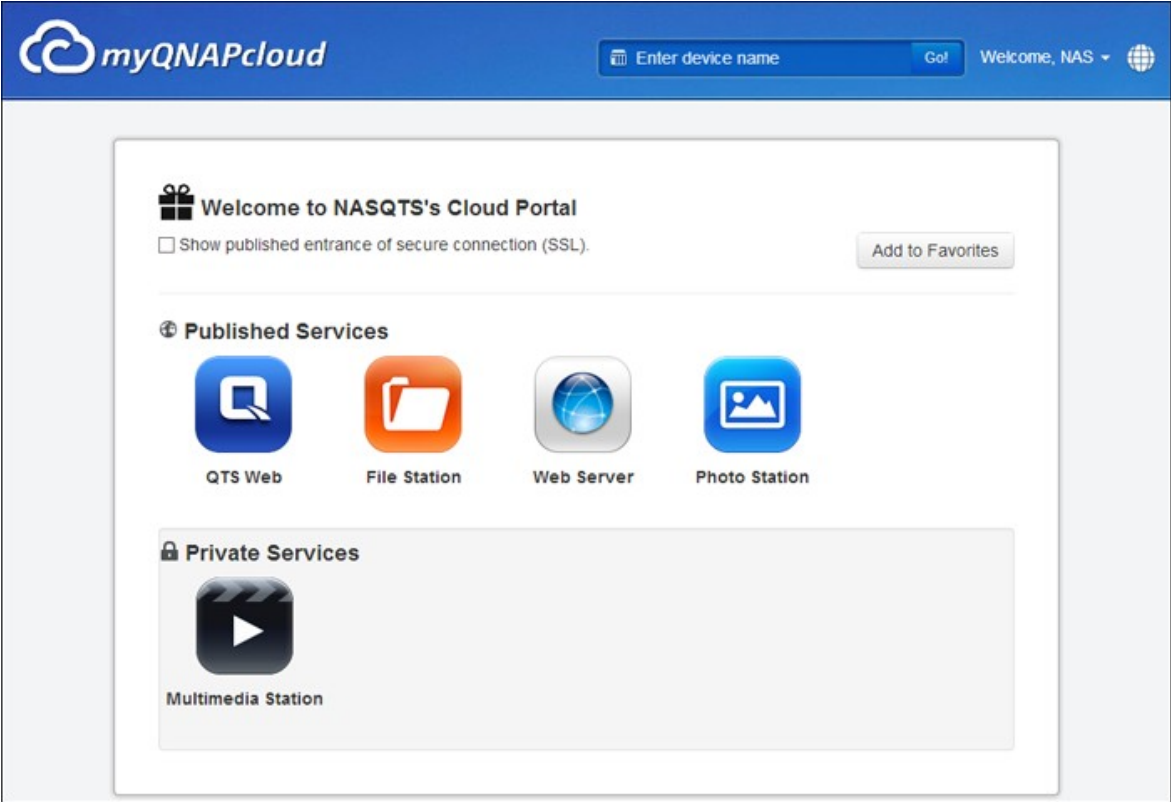 myQNAPcloud
Enter device name
Go!
Welcome, NAS
Welcome to NASQTS's Cloud Portal
Show published entrance of secure connection (SSL).
Add to Favorites
Published Services
QTS Web
File Station
Web Server
Photo Station
Private Services
Multimedia Station